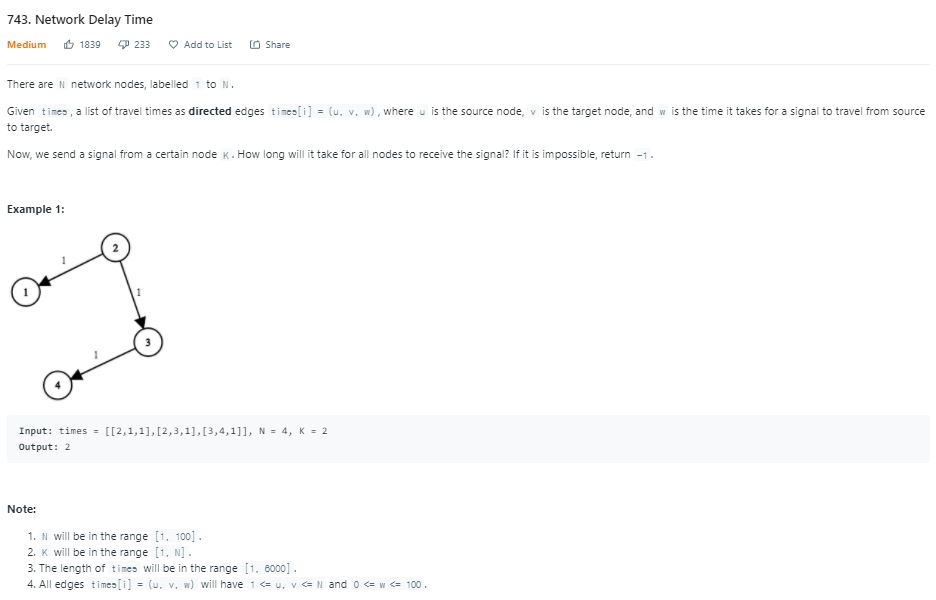 743. Network Delay Time
Medium 1839 233 Add to List Share
There are N network nodes, labelled 1 to N.
Given times, a list of travel times as directed edges times[i] = (u, v, w), where u is the source node, v is the target node, and w is the time it takes for a signal to travel from source
to target.
Now, we send a signal from a certain node K. How long will it take for all nodes to receive the signal? If it is impossible, return -1.
Example 1:
2
1
1
1
3
1
4
Input: times = [[2,1,1],[2,3,1],[3,4,1]], N = 4, K = 2
Output: 2
Note:
1. N will be in the range [1, 100].
2. K will be in the range [1, N].
3. The length of times will be in the range [1, 6000].
4. All edges times[i] = (u, v, w) will have 1 <= u, v <= N and 0 <= w <= 100.